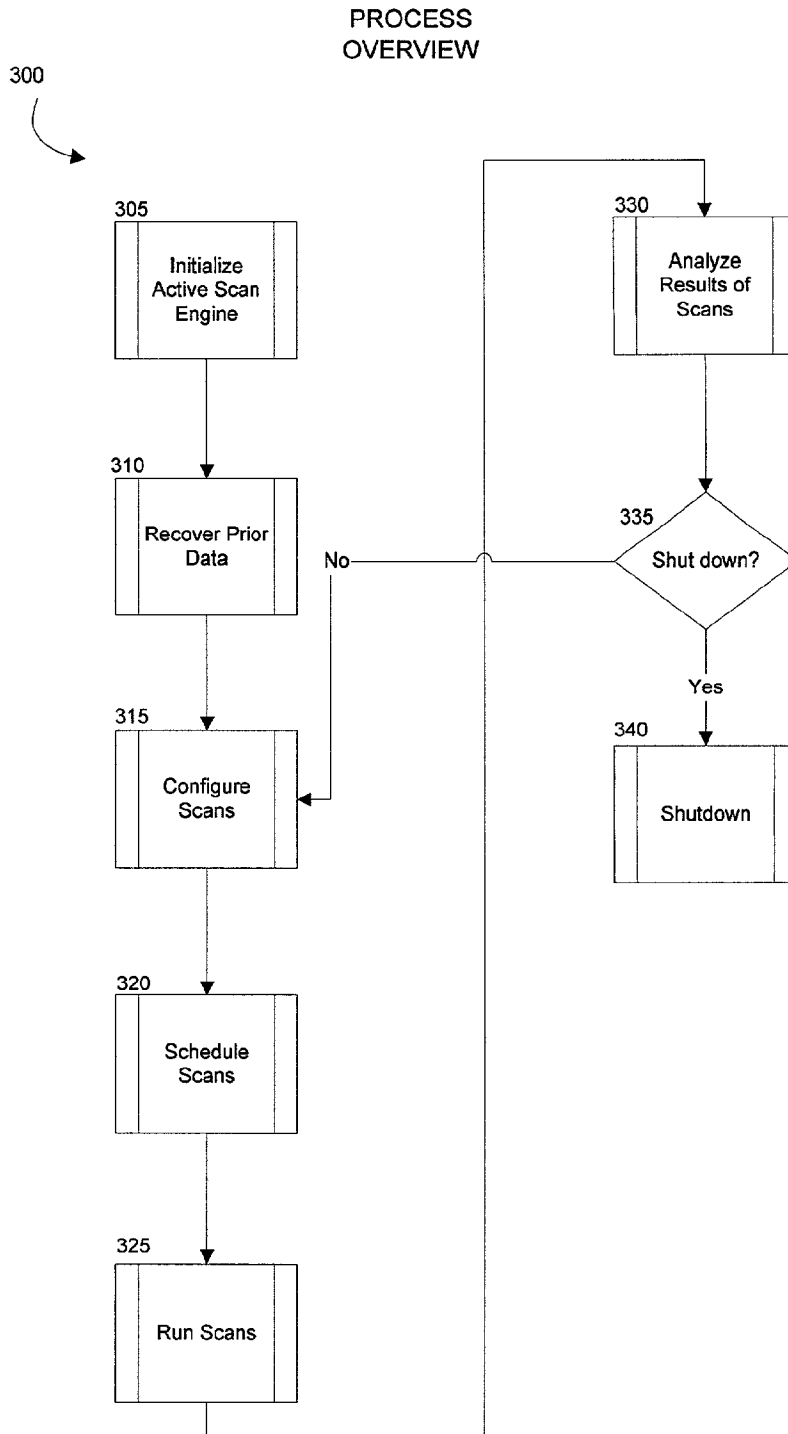 PROCESS
OVERVIEW
300
305
Initialize
Active Scan
Engine
310
Recover Prior
Data
315
Configure
Scans
320
Schedule
Scans
325
Run Scans
330
Analyze
Results of
Scans
335
Shut down?
No
Yes
340
Shutdown